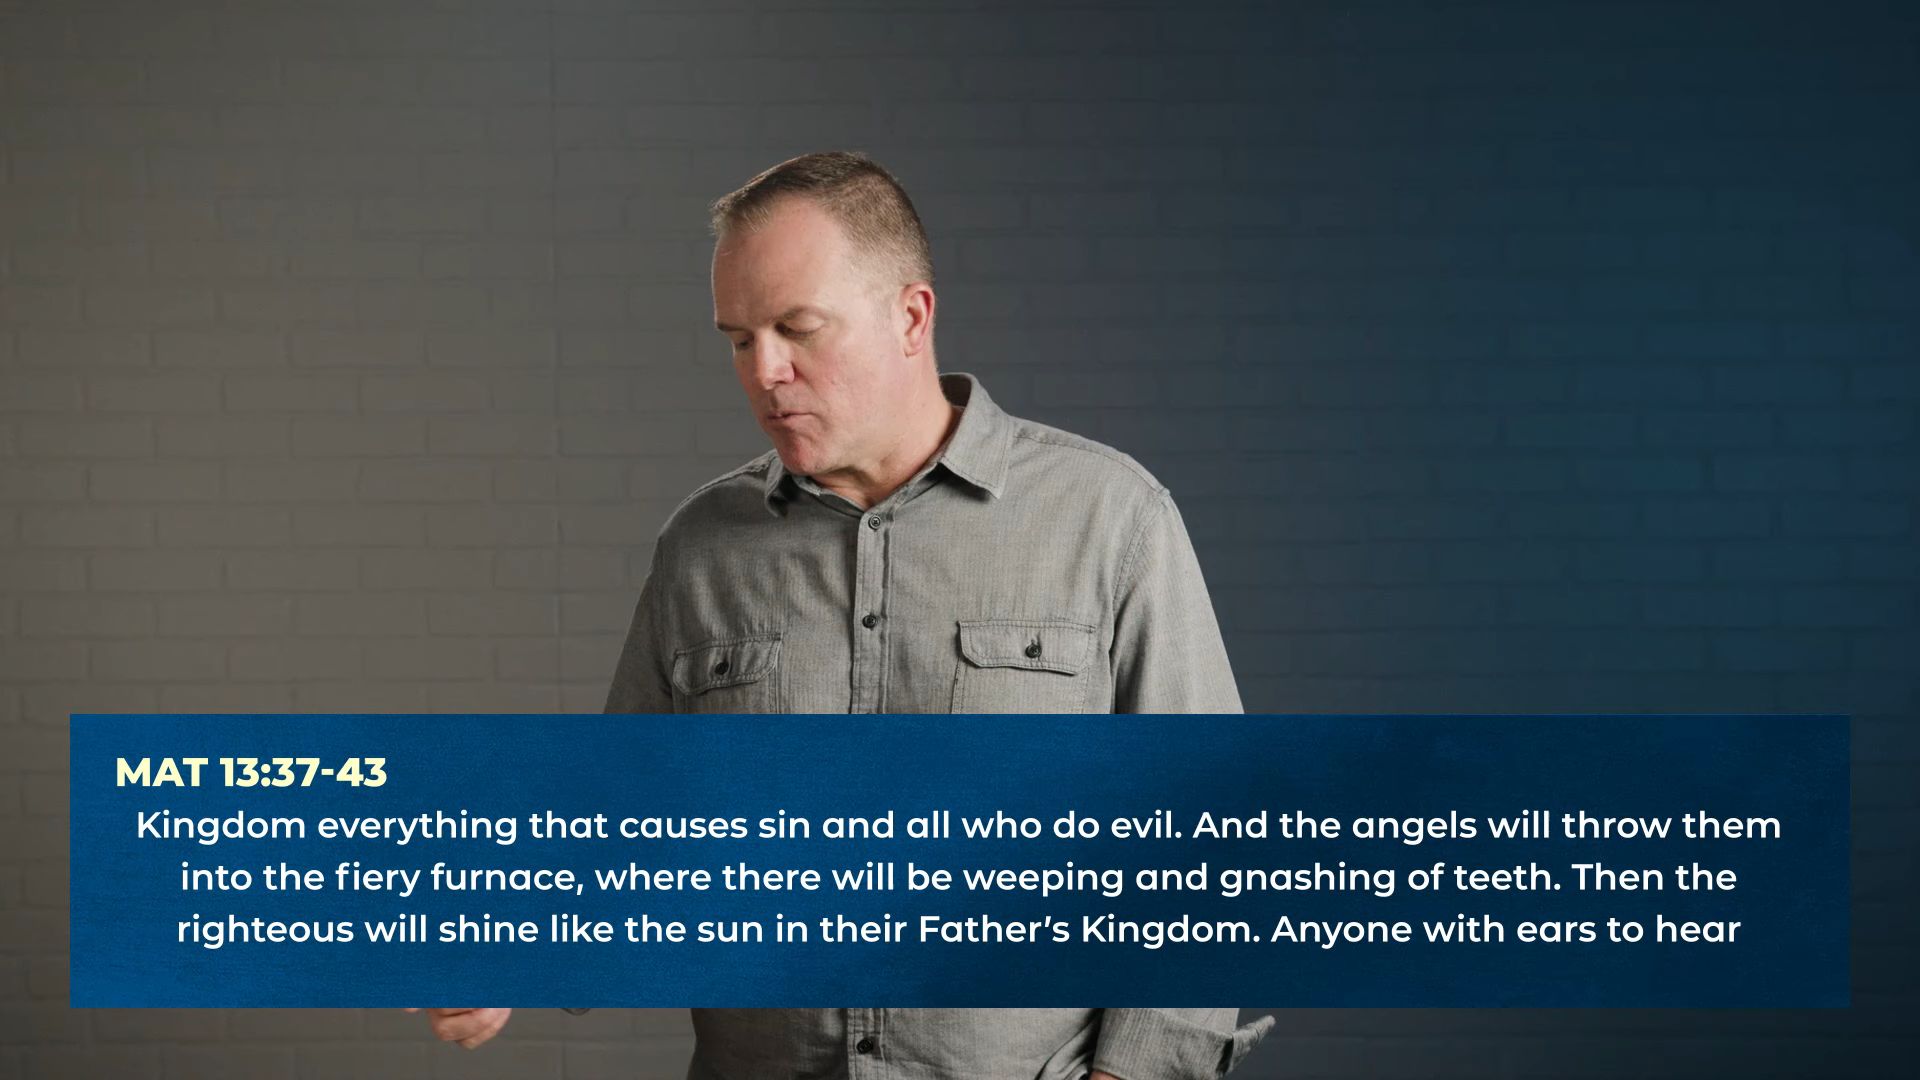 MAT 13:37-43
Kingdom everything that causes sin and all who do evil. And the angels will throw them
into the fiery furnace, where there will be weeping and gnashing of teeth. Then the
righteous will shine like the sun in their Father’s Kingdom. Anyone with ears to hear